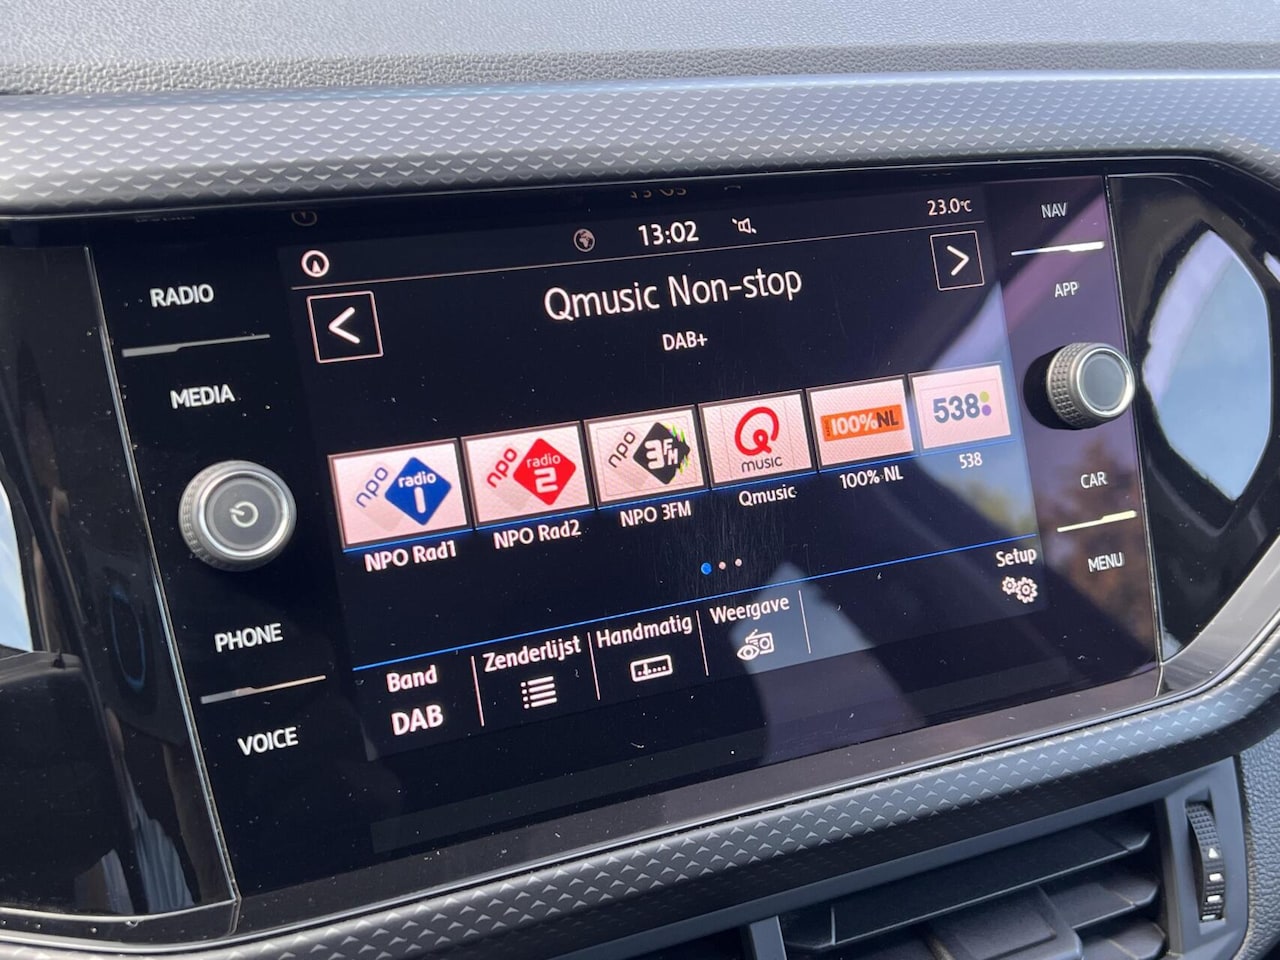 13:02
23.0°C
Qmusic Non-stop
DAB+
RADIO
MEDIA
PHONE
VOICE
NAV
APP
CAR
MENU
npo radio 1
npo radio 2
npo 3FM
Q MUSIC
100%NL
538
NPO Rad1
NPO Rad2
NPO 3FM
Qmusic
100% NL
538
Band
DAB
Zenderlijst
Handmatig
Weergave
Setup